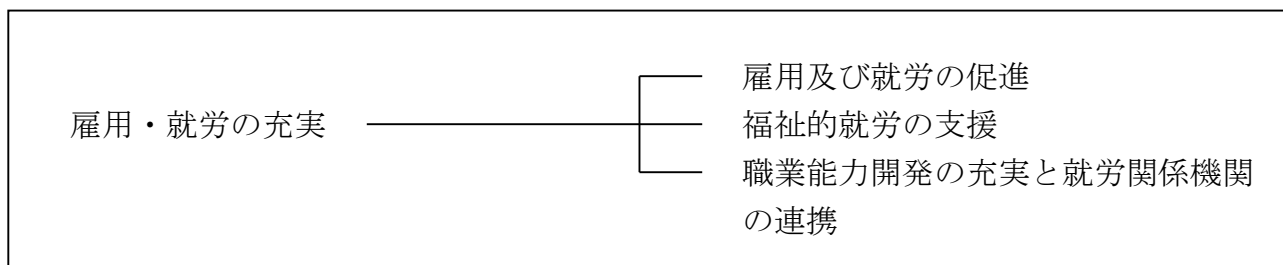 雇用及び就労の促進
雇用・就労の充実
福祉的就労の支援
職業能力開発の充実と就労関係機関
の連携